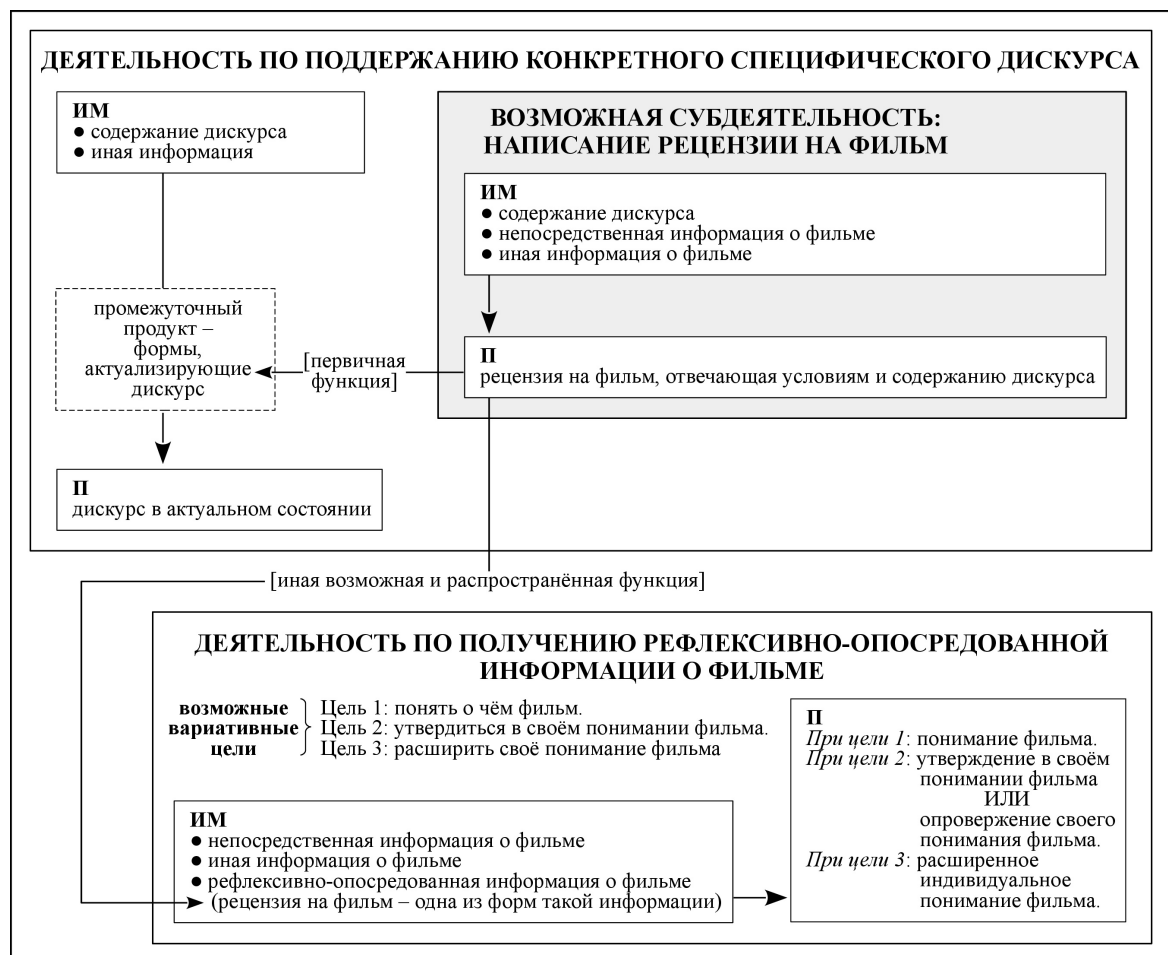 ДЕЯТЕЛЬНОСТЬ ПО ПОДДЕРЖАНИЮ КОНКРЕТНОГО СПЕЦИФИЧЕСКОГО ДИСКУРСА
ИМ
● содержание дискурса
● иная информация
ВОЗМОЖНАЯ СУБДЕЯТЕЛЬНОСТЬ:
НАПИСАНИЕ РЕЦЕНЗИИ НА ФИЛЬМ
ИМ
● содержание дискурса
● непосредственная информация о фильме
● иная информация о фильме
промежуточный
продукт –
формы,
актуализирующие
дискурс
[первичная
функция]
П
рецензия на фильм, отвечающая условиям и содержанию дискурса
П
дискурс в актуальном состоянии
[иная возможная и распространённая функция]
ДЕЯТЕЛЬНОСТЬ ПО ПОЛУЧЕНИЮ РЕФЛЕКСИВНО-ОПОСРЕДОВАННОЙ
ИНФОРМАЦИИ О ФИЛЬМЕ
возможные
вариативные
цели
Цель 1: понять о чём фильм.
Цель 2: утвердиться в своём понимании фильма.
Цель 3: расширить своё понимание фильма
ИМ
● непосредственная информация о фильме
● иная информация о фильме
● рефлексивно-опосредованная информация о фильме
(рецензия на фильм – одна из форм такой информации)
П
При цели 1: понимание фильма.
При цели 2: утверждение в своём
понимании фильма
ИЛИ
опровержение своего
понимания фильма.
При цели 3: расширенное
индивидуальное
понимание фильма.